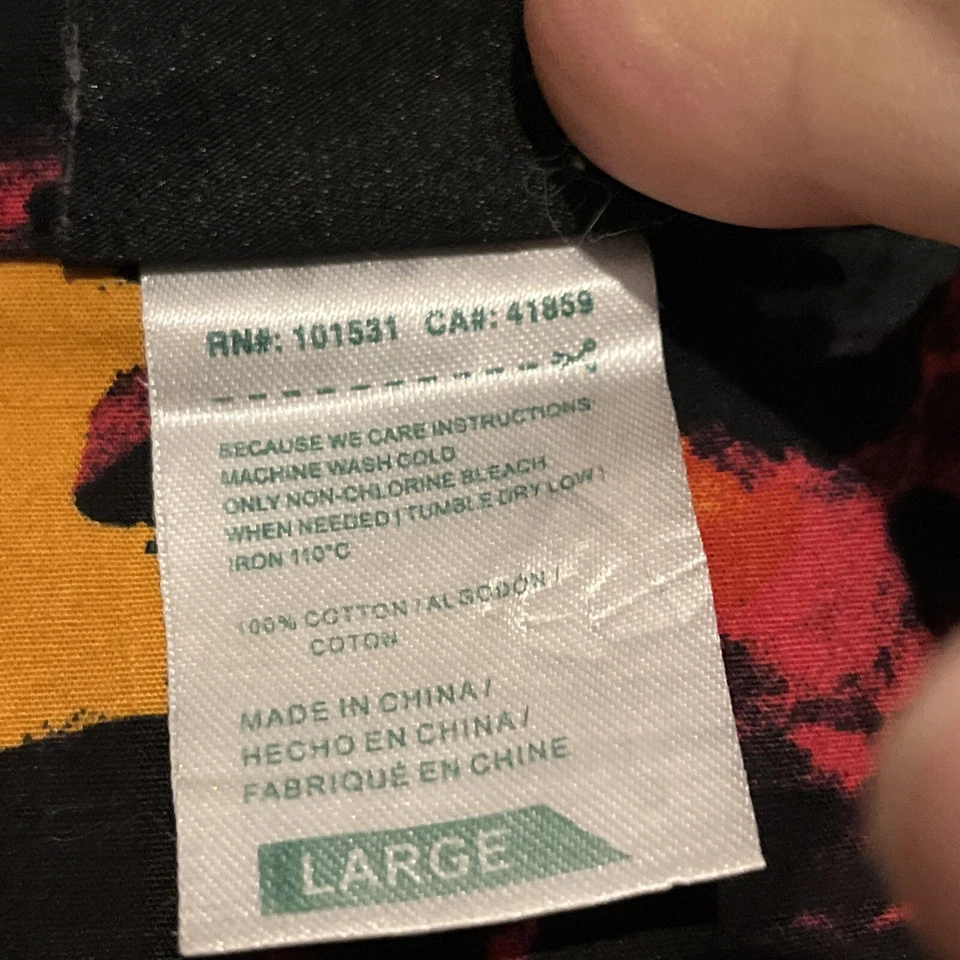 RN#: 101531 CA#: 41859
BECAUSE WE CARE INSTRUCTIONS
MACHINE WASH COLD
ONLY NON-CHLORINE BLEACH
WHEN NEEDED | TUMBLE DRY LOW |
IRON 110°C
100% COTTON / ALGODÓN /
COTON
MADE IN CHINA /
HECHO EN CHINA /
FABRIQUÉ EN CHINE
LARGE